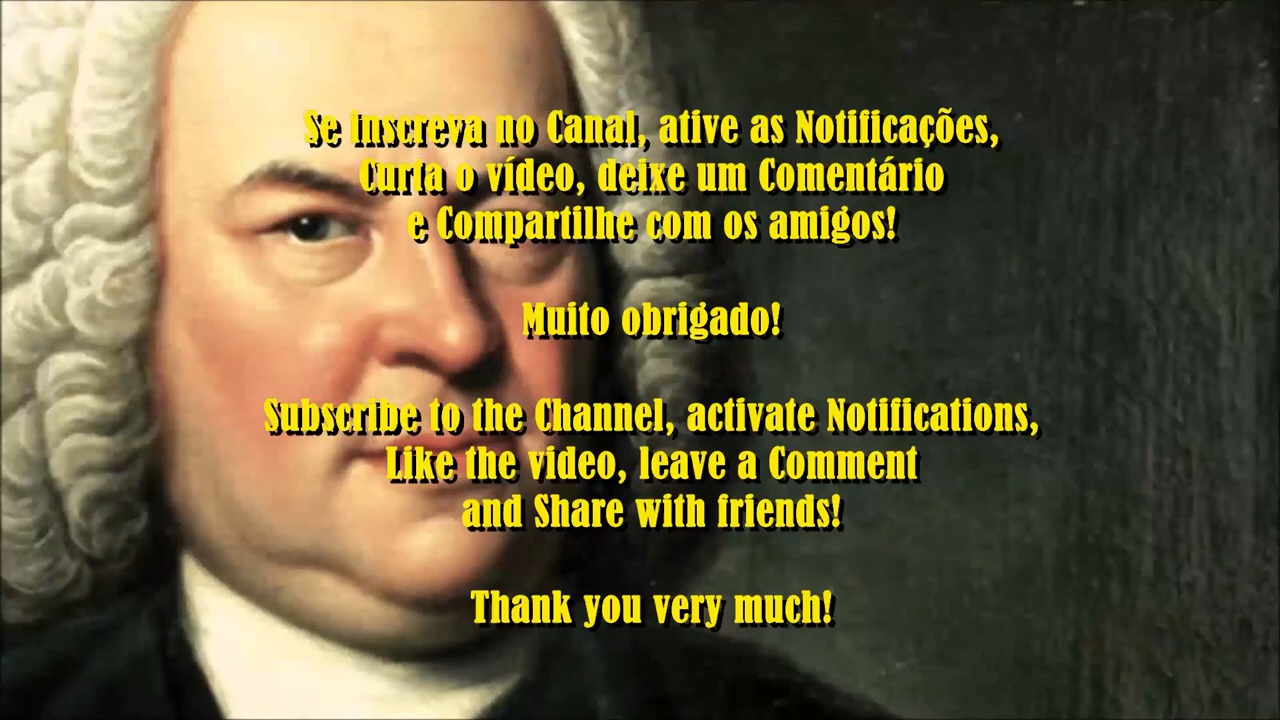 Se inscreva no Canal, ative as Notificações,
Curta o vídeo, deixe um Comentário
e Compartilhe com os amigos!
Muito obrigado!
Subscribe to the Channel, activate Notifications,
Like the video, leave a Comment
and Share with friends!
Thank you very much!